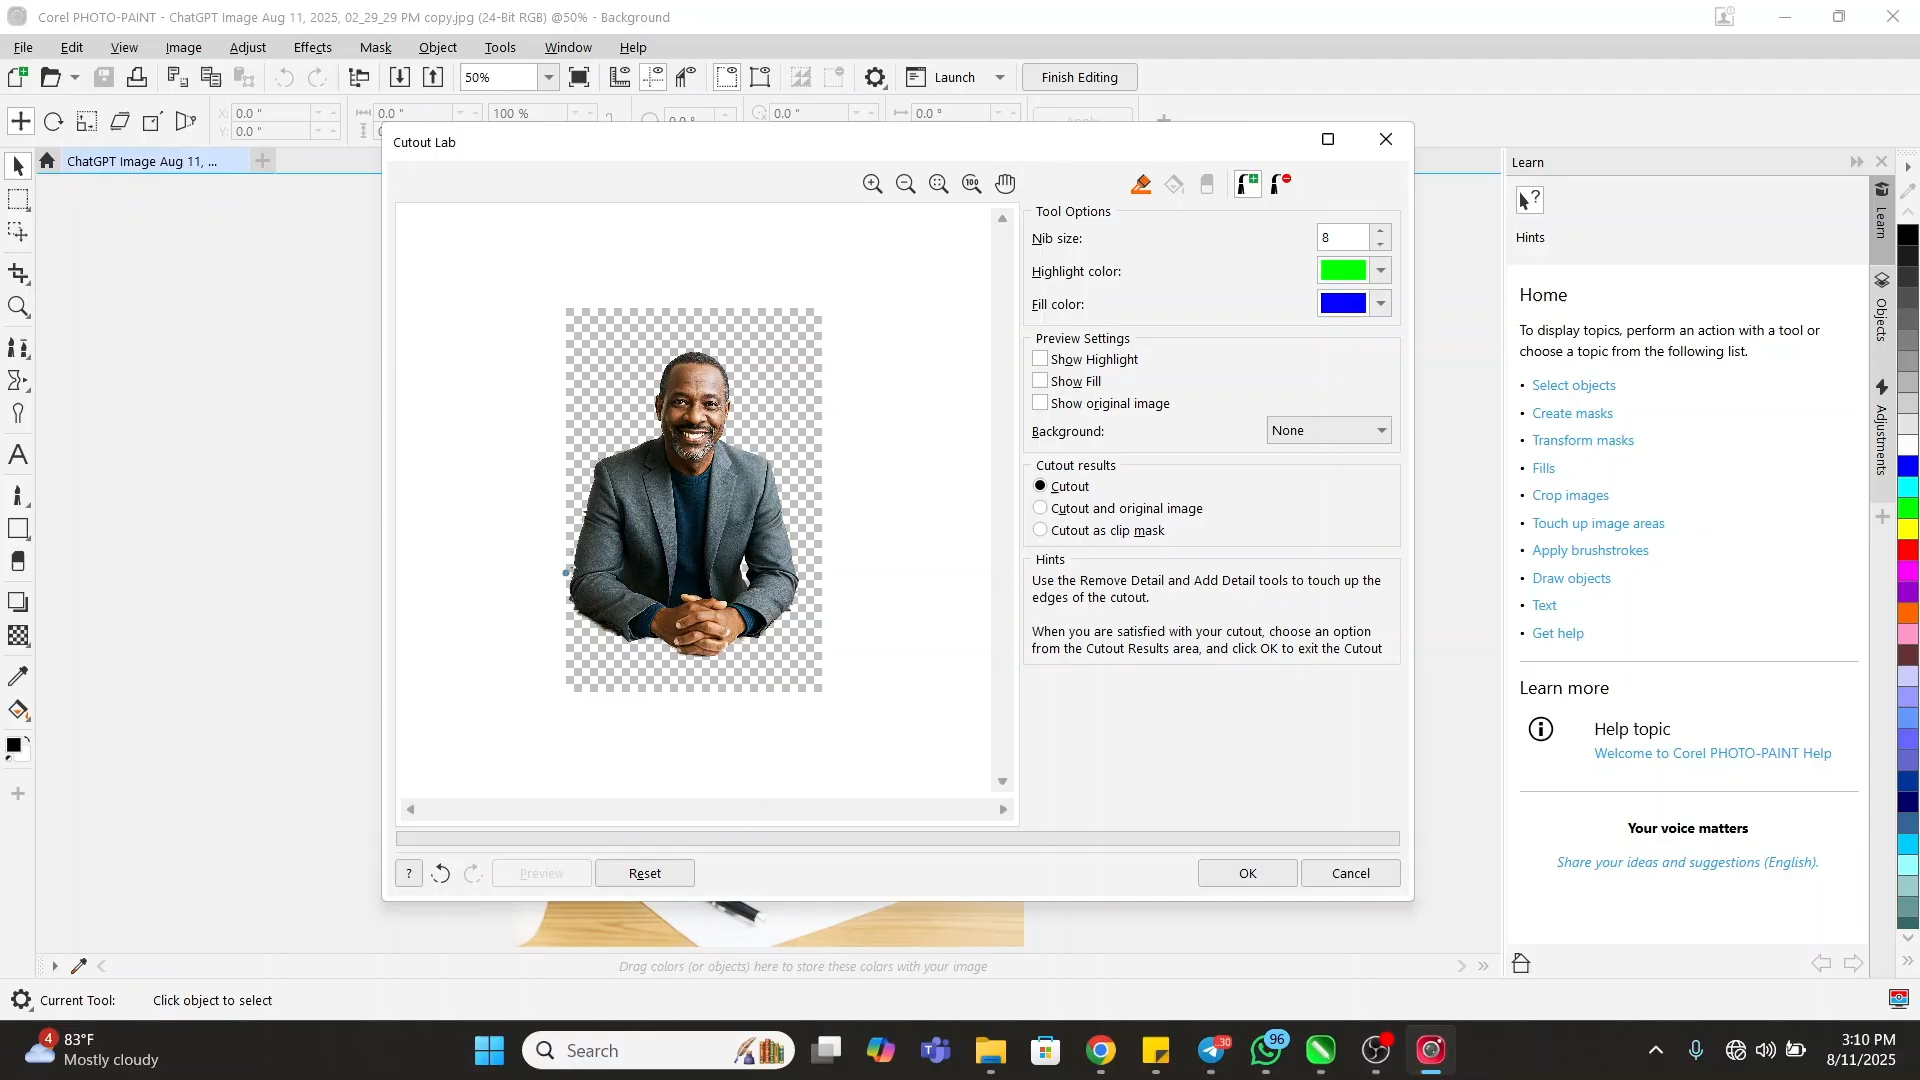 Corel PHOTO-PAINT - ChatGPT Image Aug 11, 2025, 02_29_29 PM copy.jpg (24-Bit RGB) @50% - Background
File Edit View Image Adjust Effects Mask Object Tools Window Help
50% Launch Finish Editing
X: 0.0 " 0.0 " 100 % 0.0 ° 0.0 " 0.0 "
Y: 0.0 " Apply
ChatGPT Image Aug 11, ...
Cutout Lab
100
Tool Options
Nib size: 8
Highlight color:
Fill color:
Preview Settings
Show Highlight
Show Fill
Show original image
Background: None
Cutout results
Cutout
Cutout and original image
Cutout as clip mask
Hints
Use the Remove Detail and Add Detail tools to touch up the
edges of the cutout.
When you are satisfied with your cutout, choose an option
from the Cutout Results area, and click OK to exit the Cutout
? Preview Reset OK Cancel
Learn
Hints
Home
To display topics, perform an action with a tool or
choose a topic from the following list.
• Select objects
• Create masks
• Transform masks
• Fills
• Crop images
• Touch up image areas
• Apply brushstrokes
• Draw objects
• Text
• Get help
Learn more
Help topic
Welcome to Corel PHOTO-PAINT Help
Your voice matters
Share your ideas and suggestions (English).
Learn
Objects
Adjustments
Drag colors (or objects) here to store these colors with your image
Current Tool: Click object to select
4 83°F
Mostly cloudy
Search
30
96
3:10 PM
8/11/2025